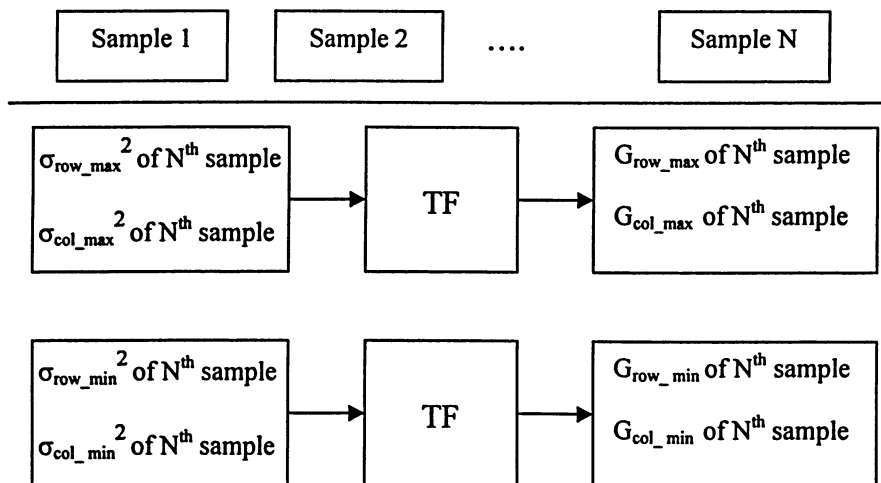 Sample 1 Sample 2 .... Sample N
σrow_max² of Nth sample
σcol_max² of Nth sample
TF
Grow_max of Nth sample
Gcol_max of Nth sample
σrow_min² of Nth sample
σcol_ min² of Nth sample
TF
Grow_ min of Nth sample
Gcol_ min of Nth sample